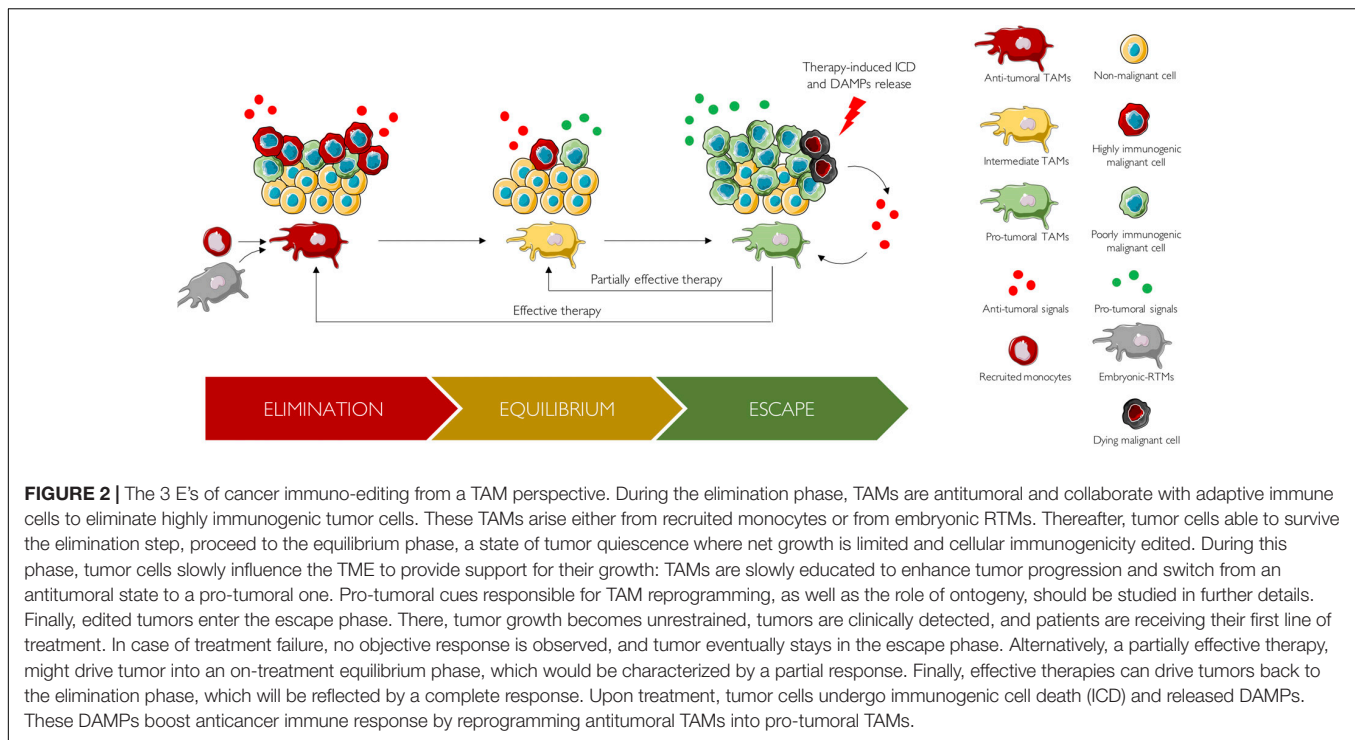 Therapy-induced ICD
and DAMPs release
Partially effective therapy
Effective therapy
ELIMINATION
EQUILIBRIUM
ESCAPE
Anti-tumoral TAMs
Non-malignant cell
Intermediate TAMs
Highly immunogenic
malignant cell
Pro-tumoral TAMs
Poorly immunogenic
malignant cell
Anti-tumoral signals
Pro-tumoral signals
Recruited monocytes
Embryonic-RTMs
Dying malignant cell
FIGURE 2 | The 3 E's of cancer immuno-editing from a TAM perspective. During the elimination phase, TAMs are antitumoral and collaborate with adaptive immune
cells to eliminate highly immunogenic tumor cells. These TAMs arise either from recruited monocytes or from embryonic RTMs. Thereafter, tumor cells able to survive
the elimination step, proceed to the equilibrium phase, a state of tumor quiescence where net growth is limited and cellular immunogenicity edited. During this
phase, tumor cells slowly influence the TME to provide support for their growth: TAMs are slowly educated to enhance tumor progression and switch from an
antitumoral state to a pro-tumoral one. Pro-tumoral cues responsible for TAM reprogramming, as well as the role of ontogeny, should be studied in further details.
Finally, edited tumors enter the escape phase. There, tumor growth becomes unrestrained, tumors are clinically detected, and patients are receiving their first line of
treatment. In case of treatment failure, no objective response is observed, and tumor eventually stays in the escape phase. Alternatively, a partially effective therapy,
might drive tumor into an on-treatment equilibrium phase, which would be characterized by a partial response. Finally, effective therapies can drive tumors back to
the elimination phase, which will be reflected by a complete response. Upon treatment, tumor cells undergo immunogenic cell death (ICD) and released DAMPs.
These DAMPs boost anticancer immune response by reprogramming antitumoral TAMs into pro-tumoral TAMs.